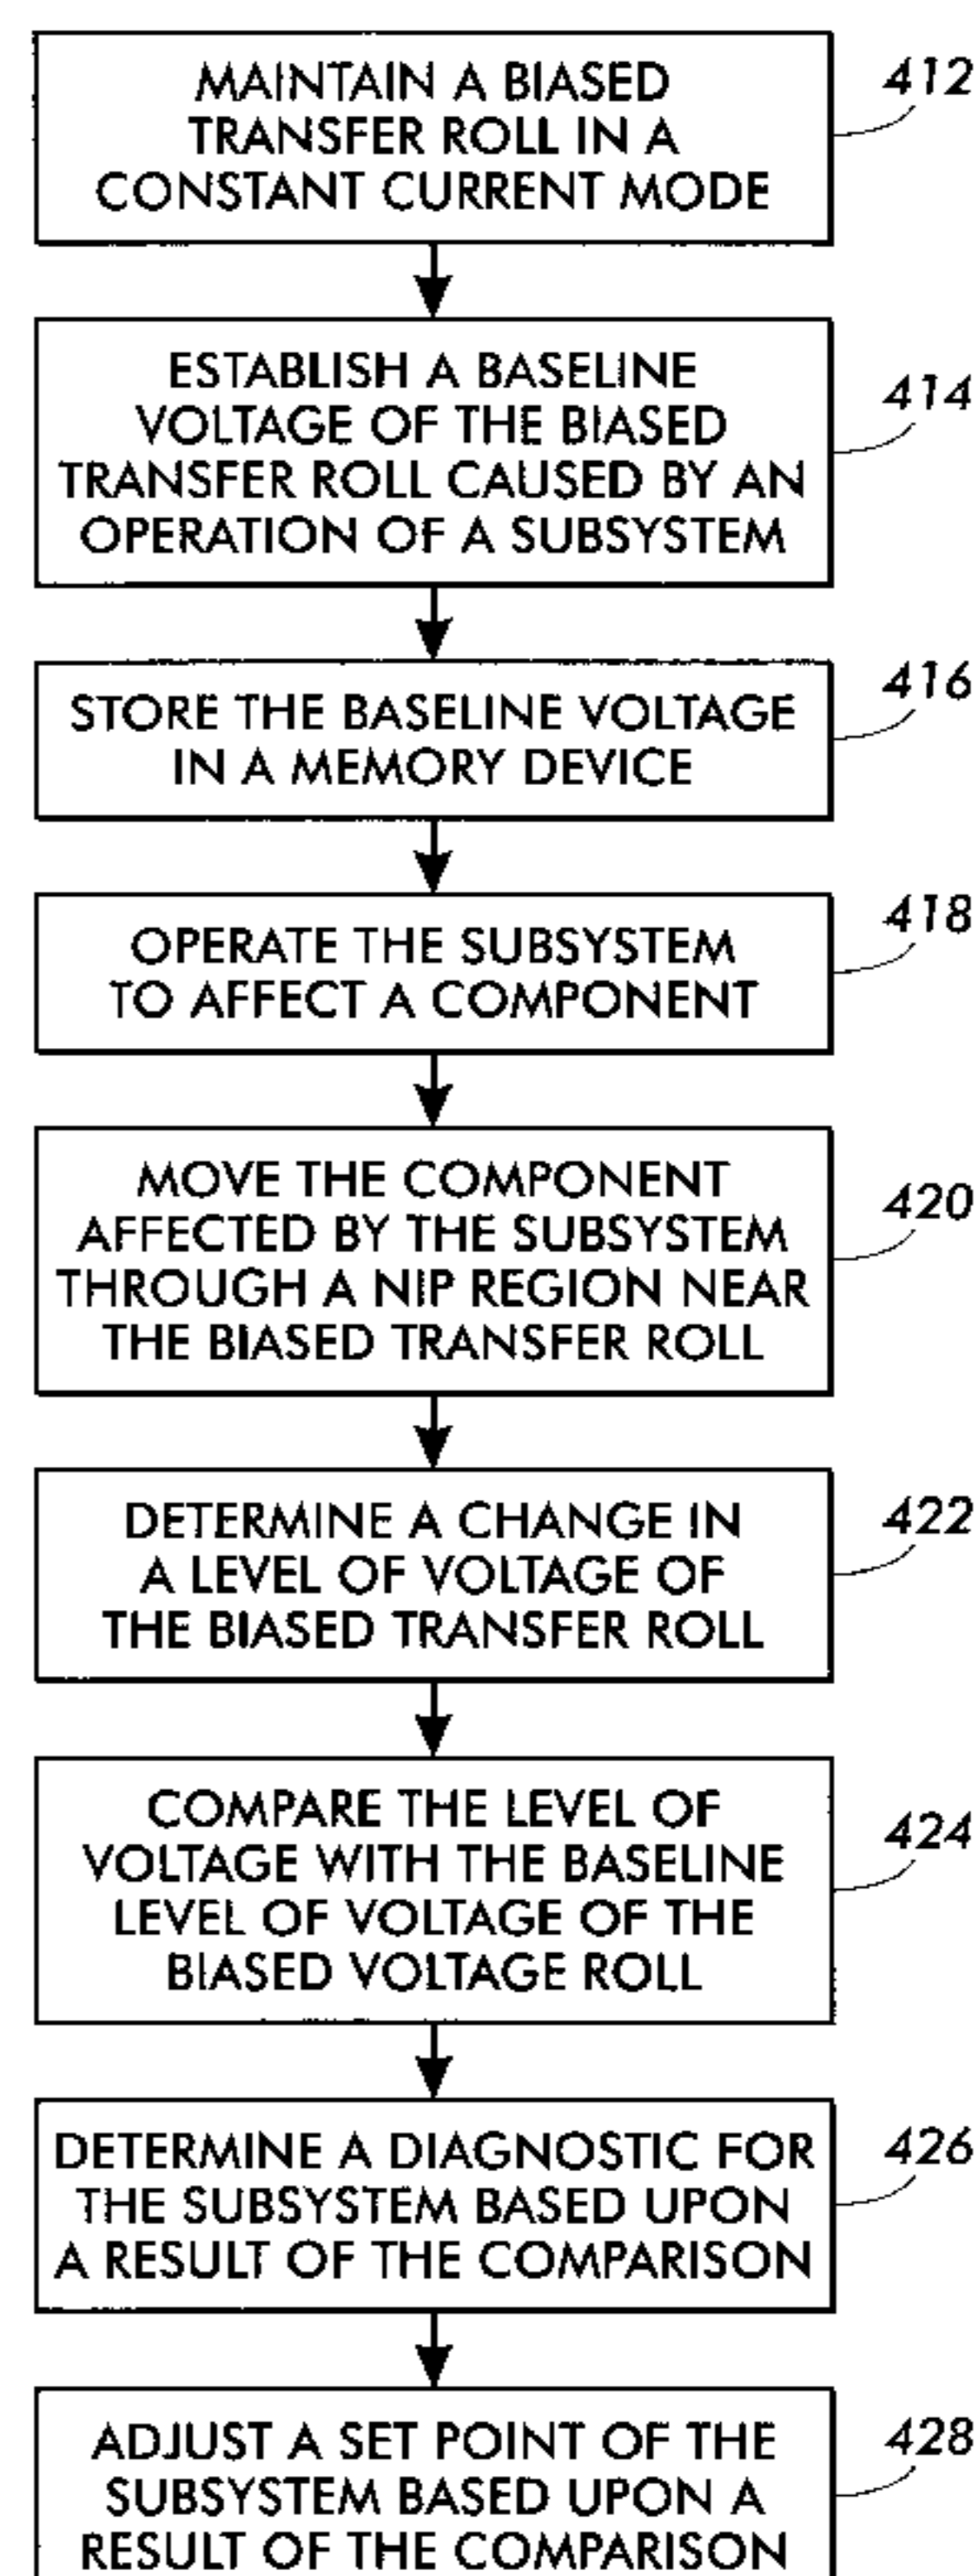 MAINTAIN A BIASED
TRANSFER ROLL IN A
CONSTANT CURRENT MODE
412
ESTABLISH A BASELINE
VOLTAGE OF THE BIASED
TRANSFER ROLL CAUSED BY AN
OPERATION OF A SUBSYSTEM
414
STORE THE BASELINE VOLTAGE
IN A MEMORY DEVICE
416
OPERATE THE SUBSYSTEM
TO AFFECT A COMPONENT
418
MOVE THE COMPONENT
AFFECTED BY THE SUBSYSTEM
THROUGH A NIP REGION NEAR
THE BIASED TRANSFER ROLL
420
DETERMINE A CHANGE IN
A LEVEL OF VOLTAGE OF
THE BIASED TRANSFER ROLL
422
COMPARE THE LEVEL OF
VOLTAGE WITH THE BASELINE
LEVEL OF VOLTAGE OF THE
BIASED VOLTAGE ROLL
424
DETERMINE A DIAGNOSTIC FOR
THE SUBSYSTEM BASED UPON
A RESULT OF THE COMPARISON
426
ADJUST A SET POINT OF THE
SUBSYSTEM BASED UPON A
RESULT OF THE COMPARISON
428